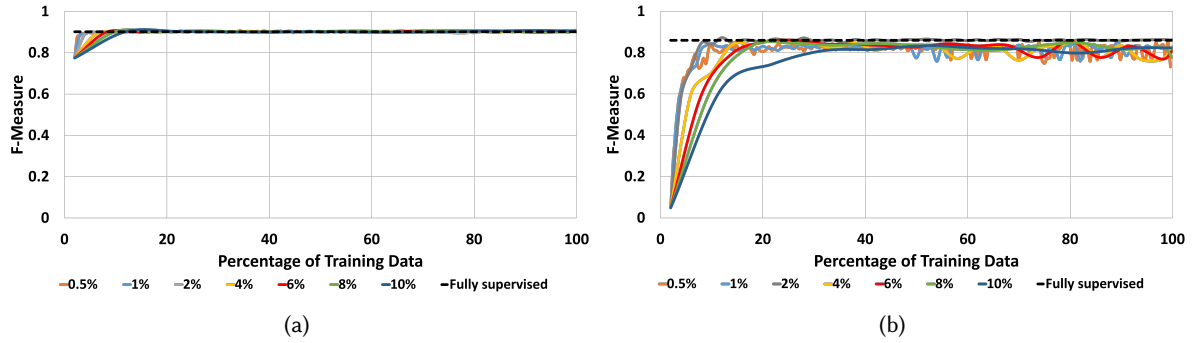 F-Measure
1
0.8
0.6
0.4
0.2
0
0 20 40 60 80 100
Percentage of Training Data
0.5% 1% 2% 4% 6% 8% 10% Fully supervised
(a)
F-Measure
1
0.8
0.6
0.4
0.2
0
0 20 40 60 80 100
Percentage of Training Data
0.5% 1% 2% 4% 6% 8% 10% Fully supervised
(b)